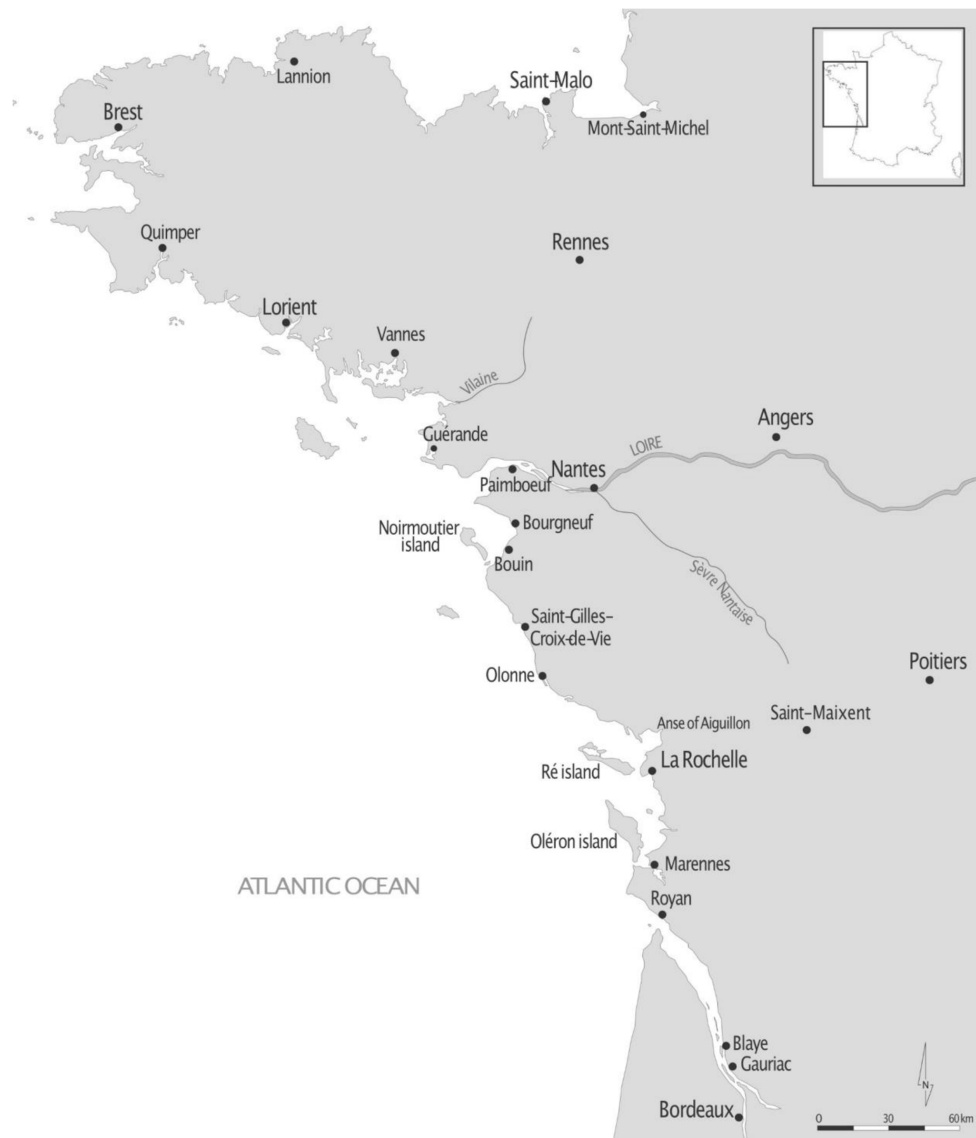 Lannion
Saint-Malo
Brest
Mont-Saint-Michel
Quimper
Rennes
Lorient
Vannes
Vilaine
Angers
Guérande
LOIRE
Nantes
Paimboeuf
Bourgneuf
Noirmoutier
island
Bouin
Sèvre Nantaise
Saint-Gilles-
Croix-de-Vie
Poitiers
Olonne
Saint-Maixent
Anse of Aiguillon
La Rochelle
Ré island
Oléron island
Marennes
ATLANTIC OCEAN
Royan
Blaye
Gauriac
N
Bordeaux
0 30 60 km